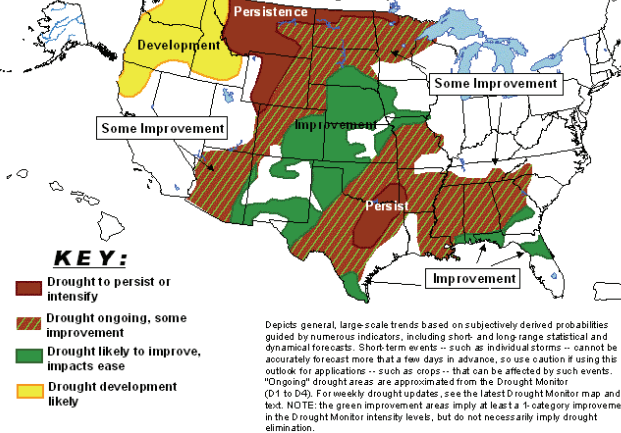 Persistence
Development
Some Improvement
Some Improvement
Improvement
Persist
Improvement
KEY:
Drought to persist or
intensify
Drought ongoing, some
improvement
Drought likely to improve,
impacts ease
Drought development
likely
Depicts general, large-scale trends based on subjectively derived probabilities
guided by numerous indicators, including short- and long-range statistical and
dynamical forecasts. Short-term events -- such as individual storms -- cannot be
accurately forecast more that a few days in advance, so use caution if using this
outlook for applications -- such as crops -- that can be affected by such events.
"Ongoing" drought areas are approximated from the Drought Monitor
(D1 to D4). For weekly drought updates, see the latest Drought Monitor map and
text. NOTE: the green improvement areas imply at least a 1-category improveme
in the Drought Monitor intensity levels, but do not necessarily imply drought
elimination.